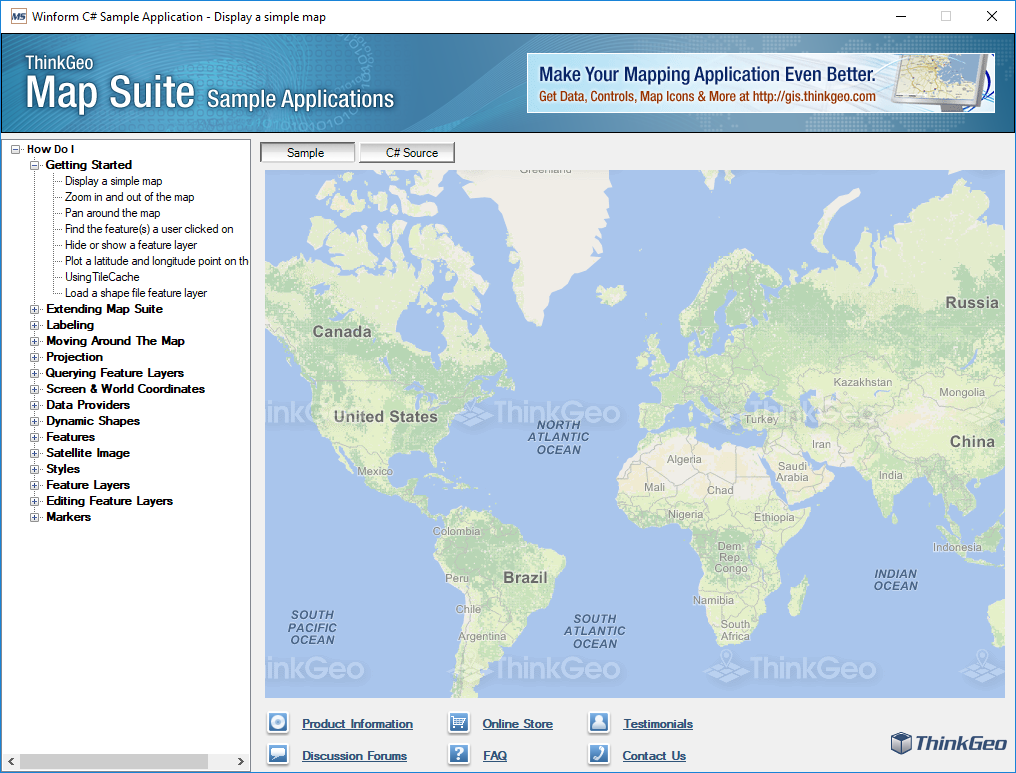 MS Winform C# Sample Application - Display a simple map
ThinkGeo
Map Suite Sample Applications
Make Your Mapping Application Even Better.
Get Data, Controls, Map Icons & More at http://gis.thinkgeo.com
How Do I
Getting Started
Display a simple map
Zoom in and out of the map
Pan around the map
Find the feature(s) a user clicked on
Hide or show a feature layer
Plot a latitude and longitude point on th
UsingTileCache
Load a shape file feature layer
Extending Map Suite
Labeling
Moving Around The Map
Projection
Querying Feature Layers
Screen & World Coordinates
Data Providers
Dynamic Shapes
Features
Satellite Image
Styles
Feature Layers
Editing Feature Layers
Markers
Sample
C# Source
Greenland
Russia
Canada
Kazakhstan
Mongolia
inkGeo
ThinkGeo
ThinkGeo
United States
Turkey
NORTH
ATLANTIC
OCEAN
China
Iran
Algeria
Saudi
Arabia
Mexico
India
Mali
Chad
Nigeria
Ethiopia
Colombia
Indonesia
Dem.
Rep.
Congo
Peru
Brazil
INDIAN
OCEAN
Namibia
Chile
SOUTH
PACIFIC
OCEAN
SOUTH
ATLANTIC
OCEAN
South
Africa
Argentina
inkGeo
ThinkGeo
ThinkGeo
Product Information
Online Store
Testimonials
Discussion Forums
? FAQ
Contact Us
ThinkGeo